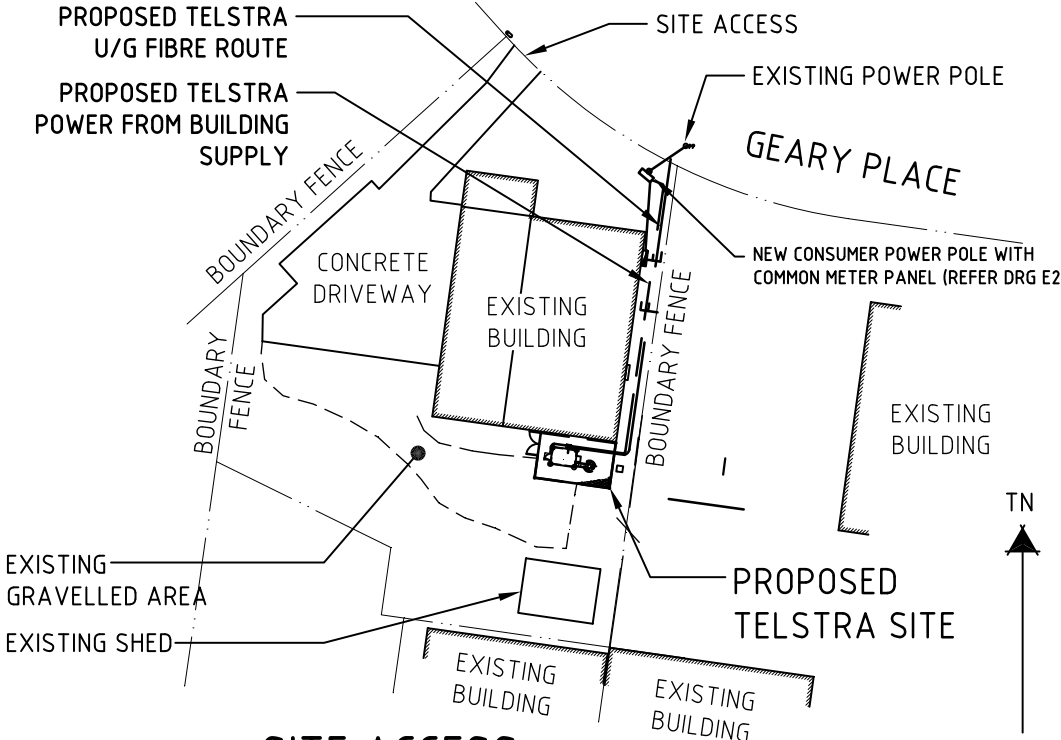 PROPOSED TELSTRA
U/G FIBRE ROUTE
SITE ACCESS
EXISTING POWER POLE
PROPOSED TELSTRA
POWER FROM BUILDING
SUPPLY
GEARY PLACE
BOUNDARY FENCE
CONCRETE
DRIVEWAY
NEW CONSUMER POWER POLE WITH
COMMON METER PANEL (REFER DRG E2
EXISTING
BUILDING
BOUNDARY FENCE
BOUNDARY
FENCE
EXISTING
BUILDING
TN
EXISTING
GRAVELLED AREA
PROPOSED
TELSTRA SITE
EXISTING SHED
EXISTING
BUILDING
EXISTING
BUILDING
SITE ACCESS